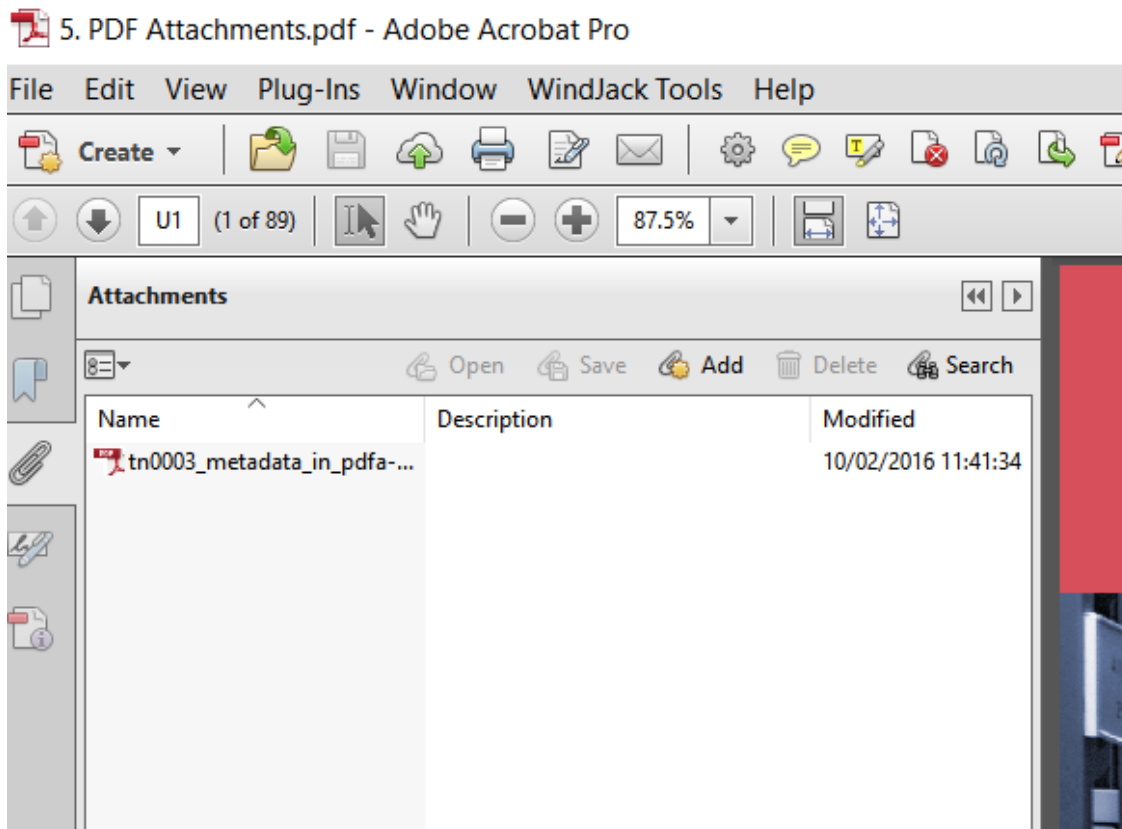 5. PDF Attachments.pdf - Adobe Acrobat Pro
File Edit View Plug-Ins Window WindJack Tools Help
Create
U1 (1 of 89) 87.5%
Attachments
Open Save Add Delete Search
Name Description Modified
tn0003_metadata_in_pdfa-... 10/02/2016 11:41:34